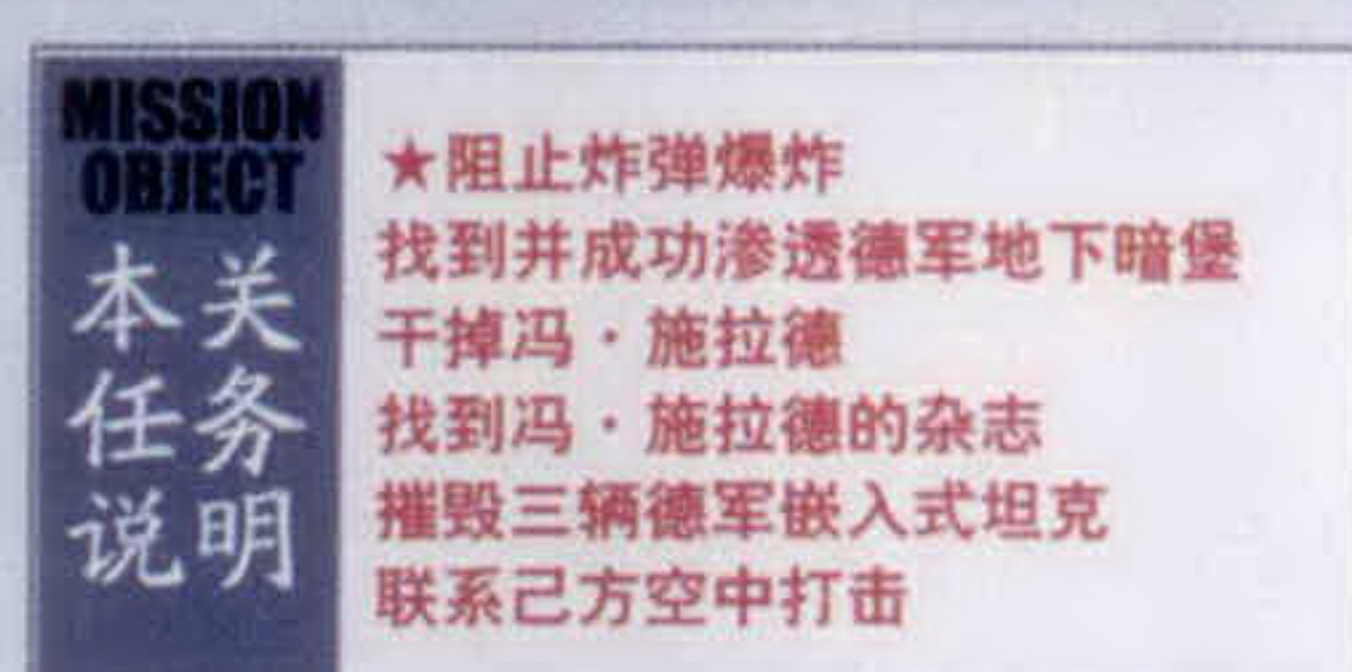 MISSION
OBJECT
本关
任务
说明
★阻止炸弹爆炸
找到并成功渗透德军地下暗堡
干掉冯·施拉德
找到冯·施拉德的杂志
摧毁三辆德军嵌入式坦克
联系己方空中打击